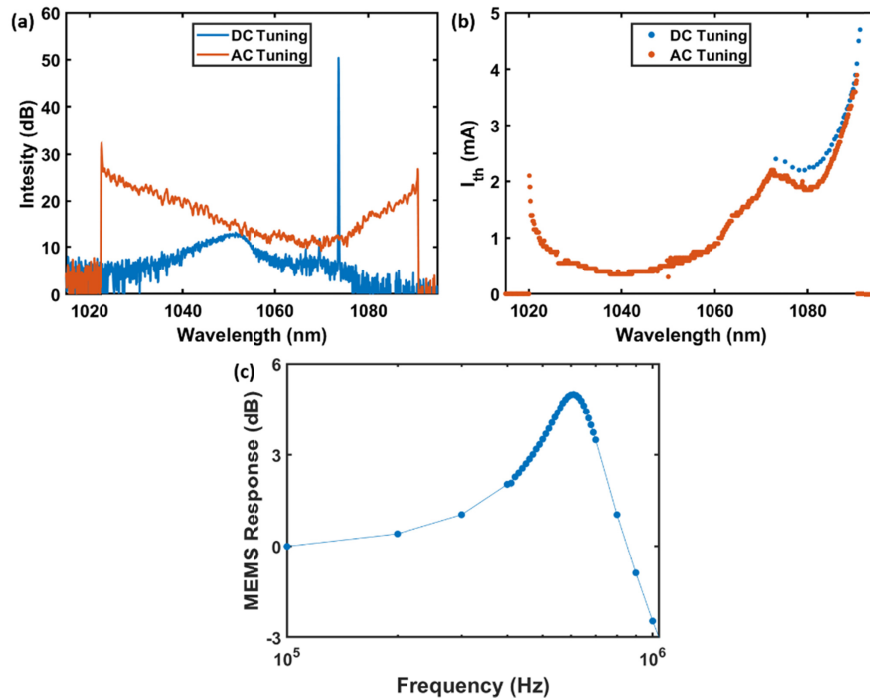 (a)
60
50
40
30
20
10
0
Intesity (dB)
DC Tuning
AC Tuning
1020 1040 1060 1080
Wavelength (nm)
(b)
5
4
3
2
1
0
Ith (mA)
DC Tuning
AC Tuning
1020 1040 1060 1080
Wavelength (nm)
(c)
6
3
0
-3
MEMS Response (dB)
10^5 10^6
Frequency (Hz)